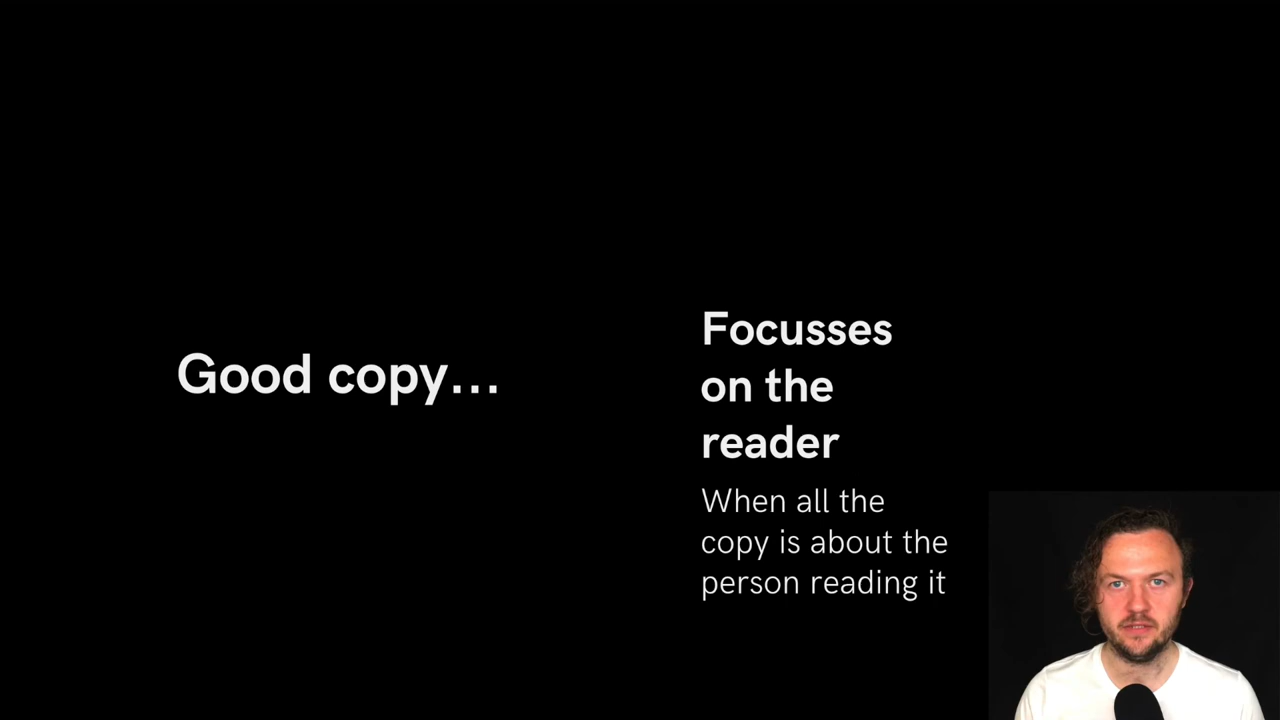 Good copy...
Focusses
on the
reader
When all the
copy is about the
person reading it